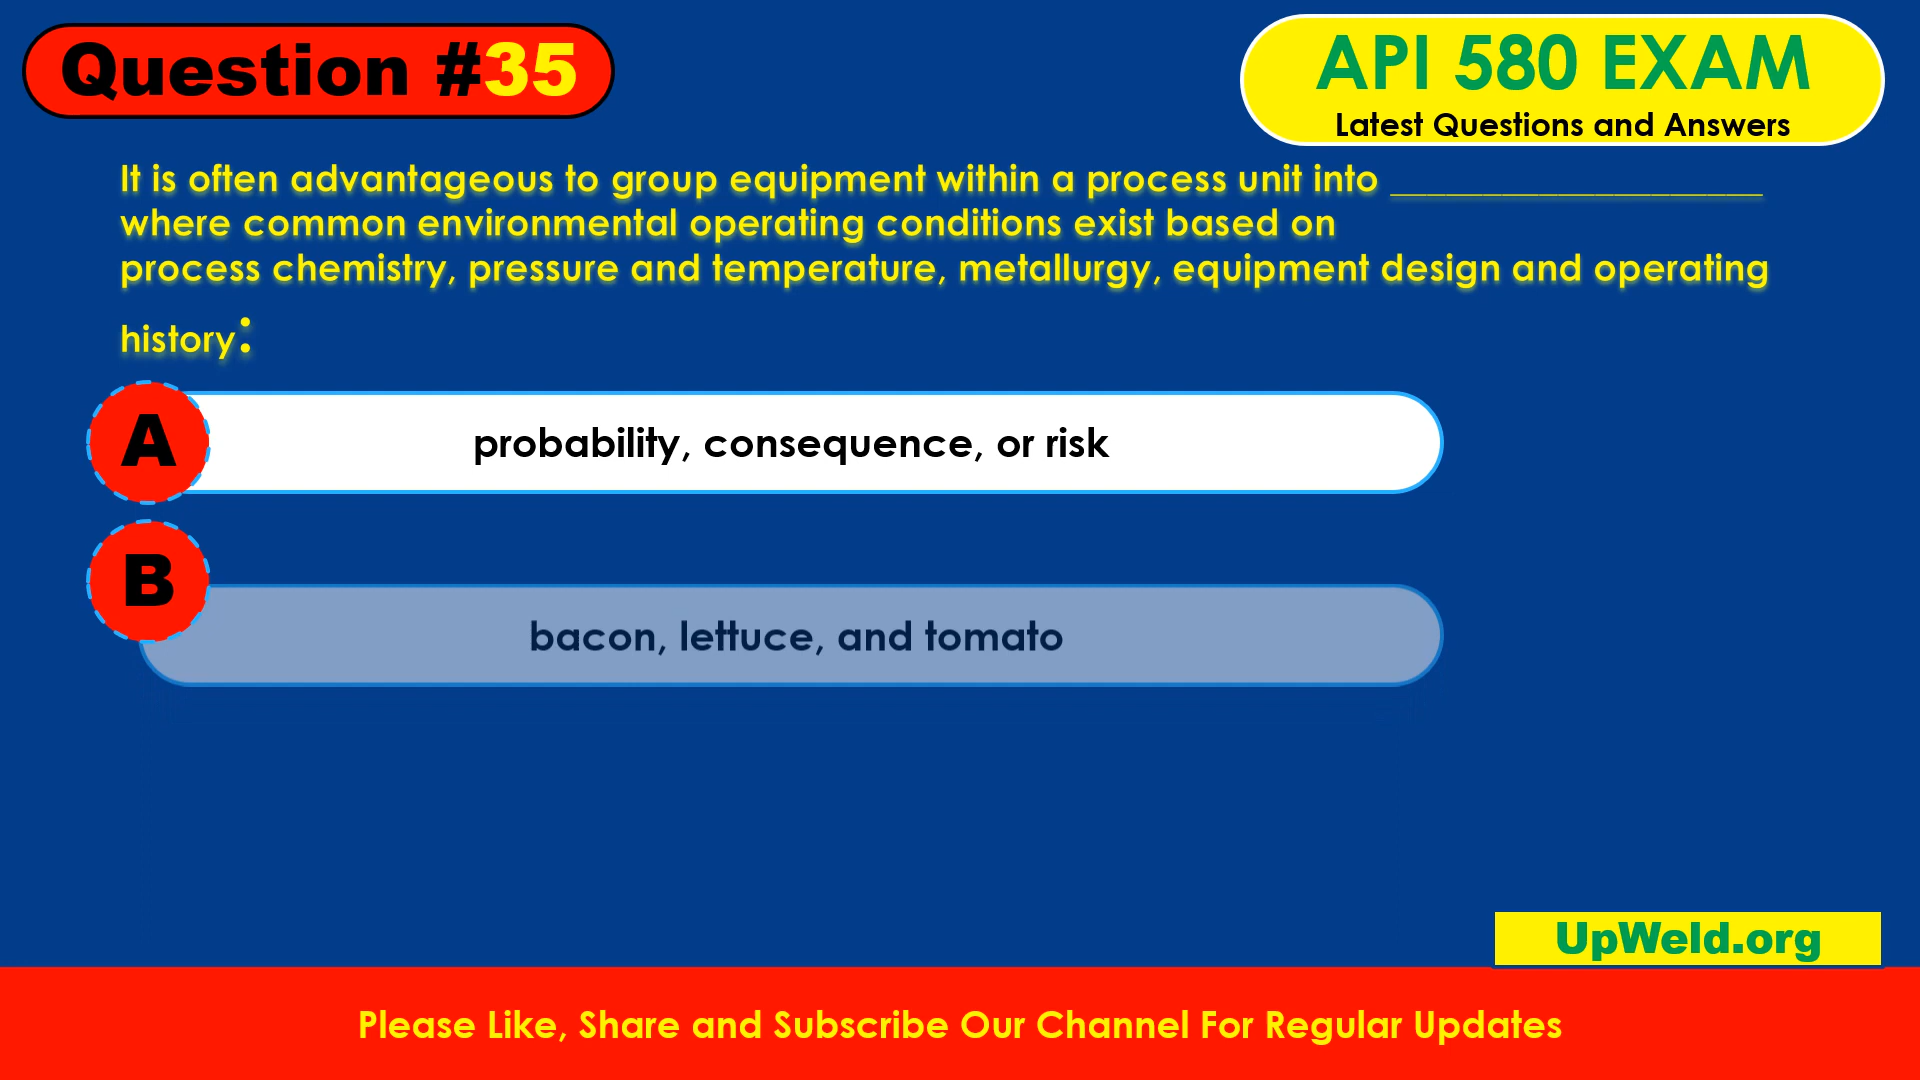 Question #35
API 580 EXAM
Latest Questions and Answers
It is often advantageous to group equipment within a process unit into ____________________
where common environmental operating conditions exist based on
process chemistry, pressure and temperature, metallurgy, equipment design and operating
history:
A
probability, consequence, or risk
B
bacon, lettuce, and tomato
UpWeld.org
Please Like, Share and Subscribe Our Channel For Regular Updates